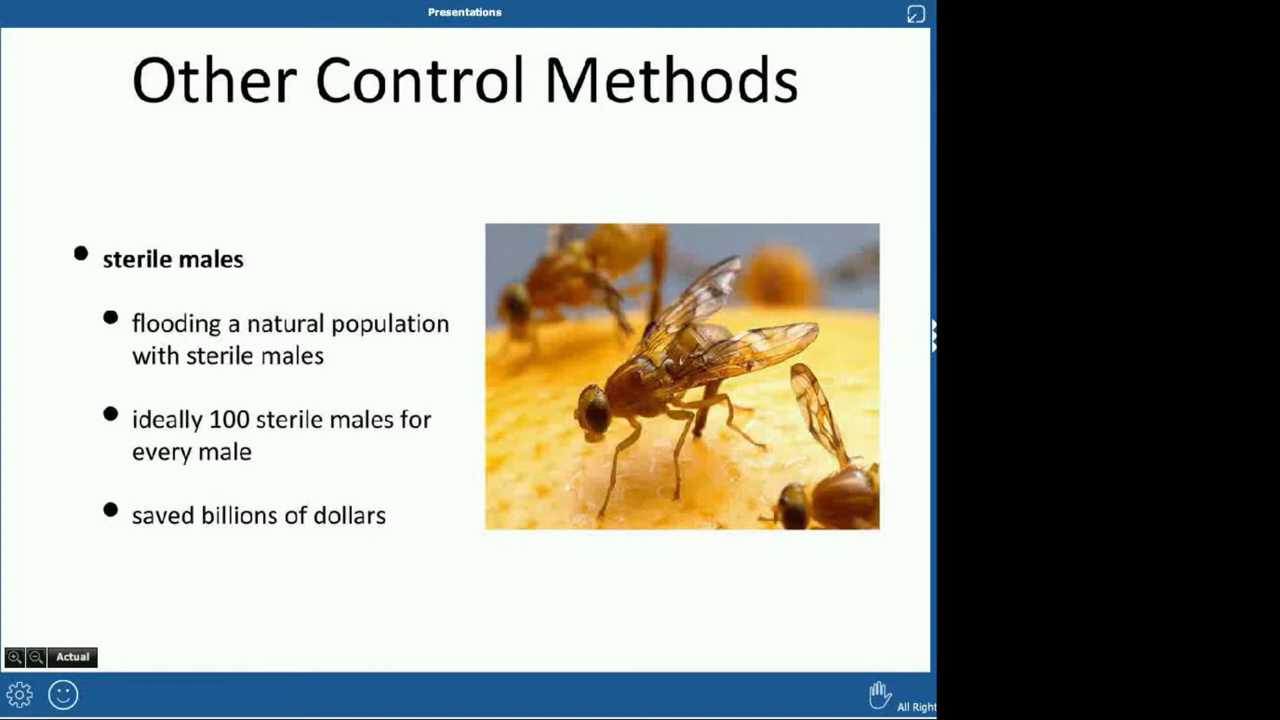 Presentations
Other Control Methods
sterile males
flooding a natural population
with sterile males
ideally 100 sterile males for
every male
saved billions of dollars
Actual
All Right